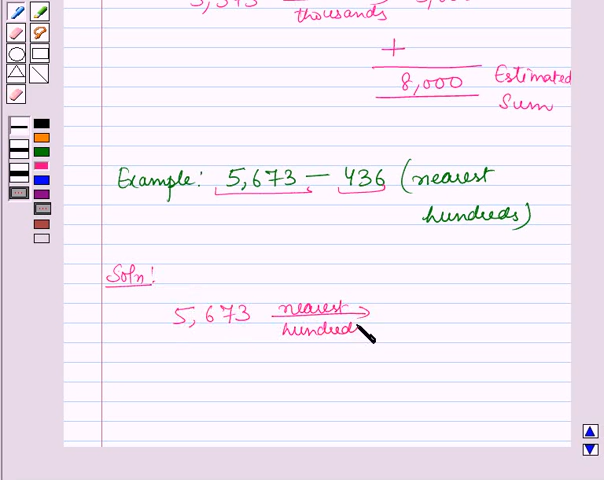 thousands
+
8,000 Estimated
Sum
Example: 5,673 - 436 (nearest
hundreds)
Soln:
5,673 nearest
hundred